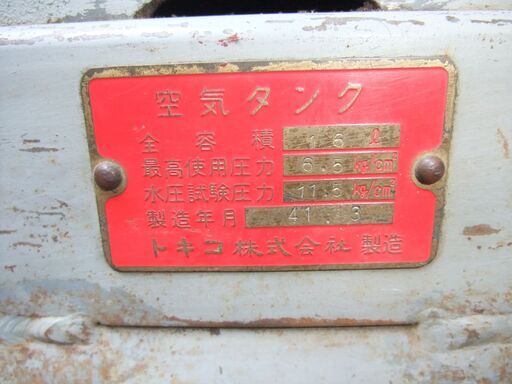 空気タンク
全容積 16 ℓ
最高使用圧力 6.5 kg/cm²
水圧試験圧力 11.5 kg/cm²
製造年月 41.3
トキコ株式会社製造